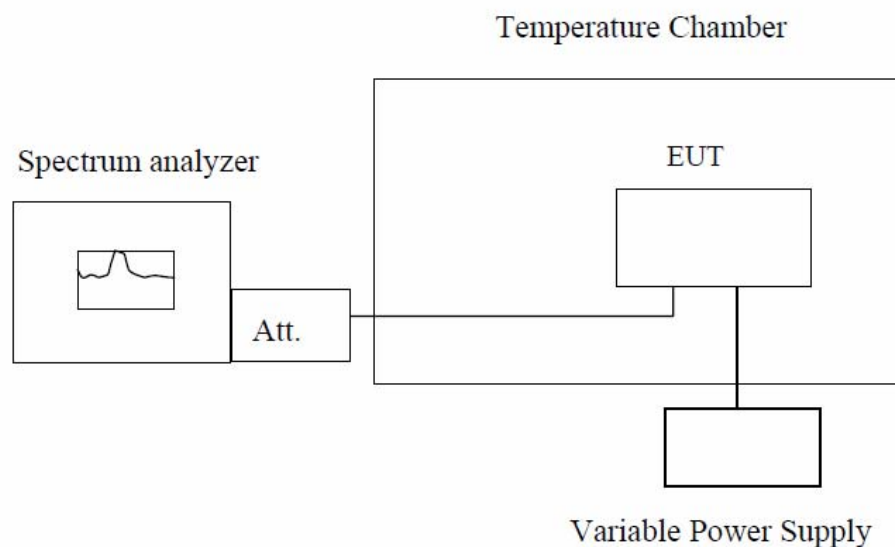 Temperature Chamber
Spectrum analyzer
EUT
Att.
Variable Power Supply